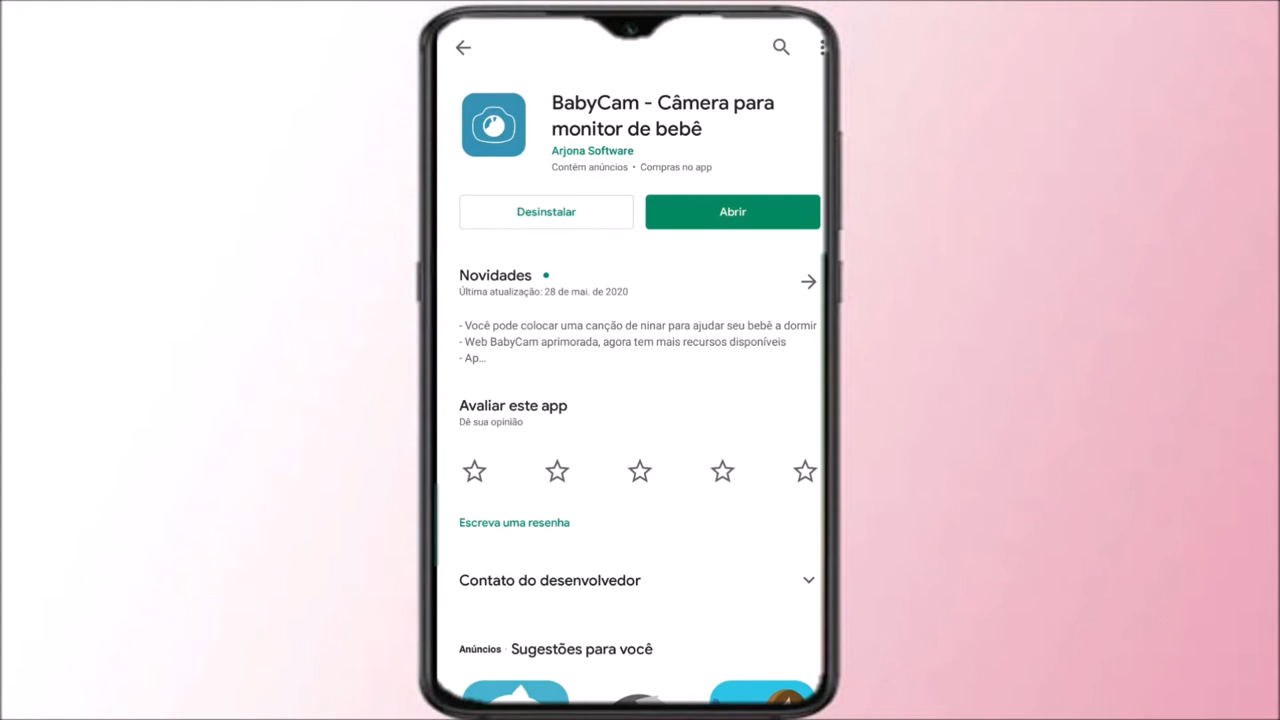 BabyCam - Câmera para
monitor de bebê
Arjona Software
Contém anúncios • Compras no app
Desinstalar
Abrir
Novidades •
Última atualização: 28 de mai. de 2020
- Você pode colocar uma canção de ninar para ajudar seu bebê a dormir
- Web BabyCam aprimorada, agora tem mais recursos disponíveis
- Ap...
Avaliar este app
Dê sua opinião
Escreva uma resenha
Contato do desenvolvedor
Anúncios · Sugestões para você